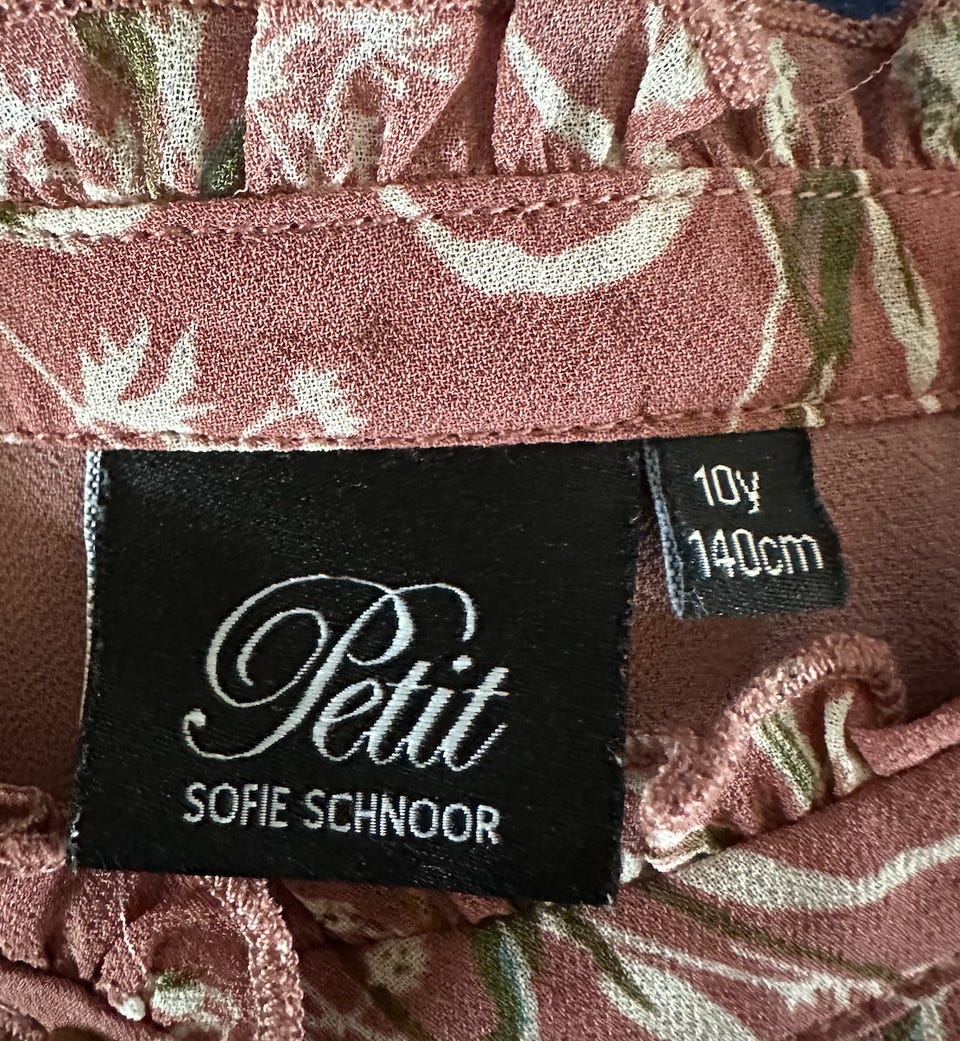 Petit
SOFIE SCHNOOR
10y
140cm